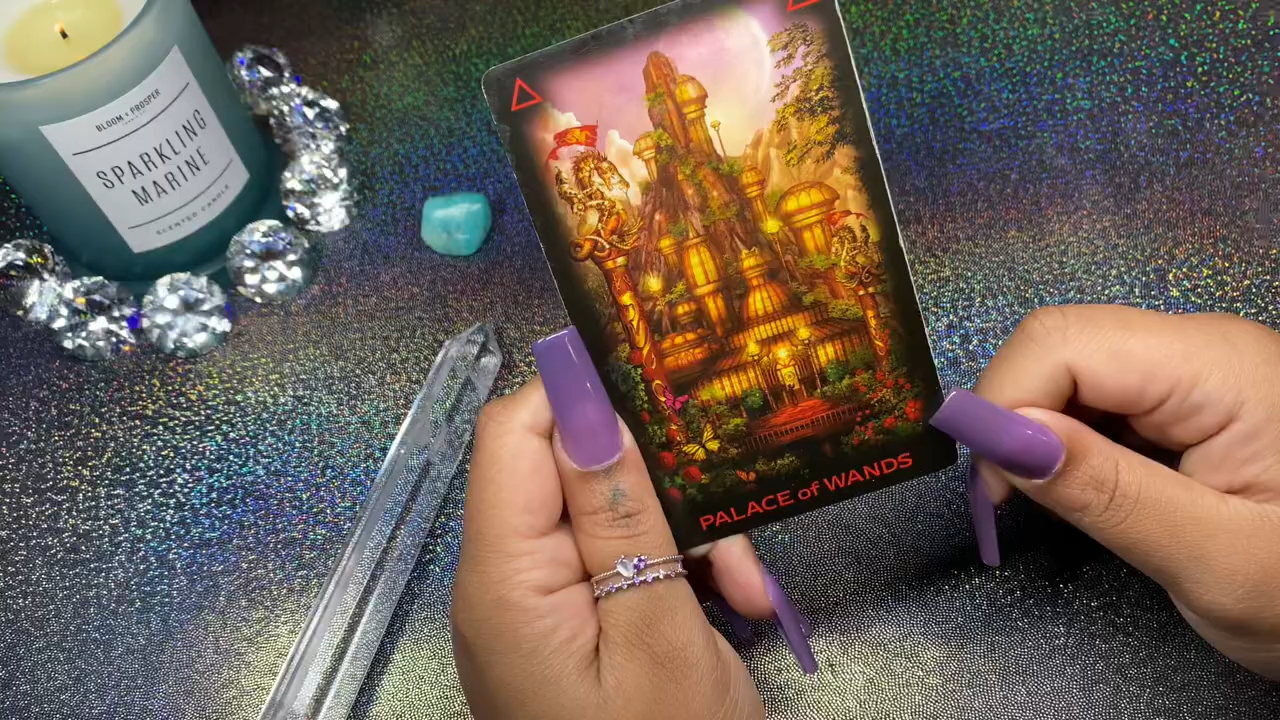 BLOOM + PROSPER
SPARKLING
MARINE
SCENTED CANDLE
PALACE of WANDS